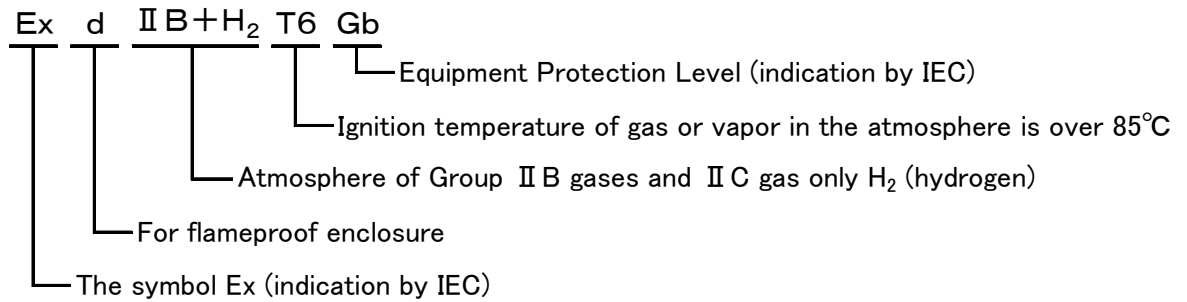 Ex d ⅡB＋H₂ T6 Gb
Equipment Protection Level (indication by IEC)
Ignition temperature of gas or vapor in the atmosphere is over 85℃
Atmosphere of Group ⅡB gases and ⅡC gas only H₂ (hydrogen)
For flameproof enclosure
The symbol Ex (indication by IEC)